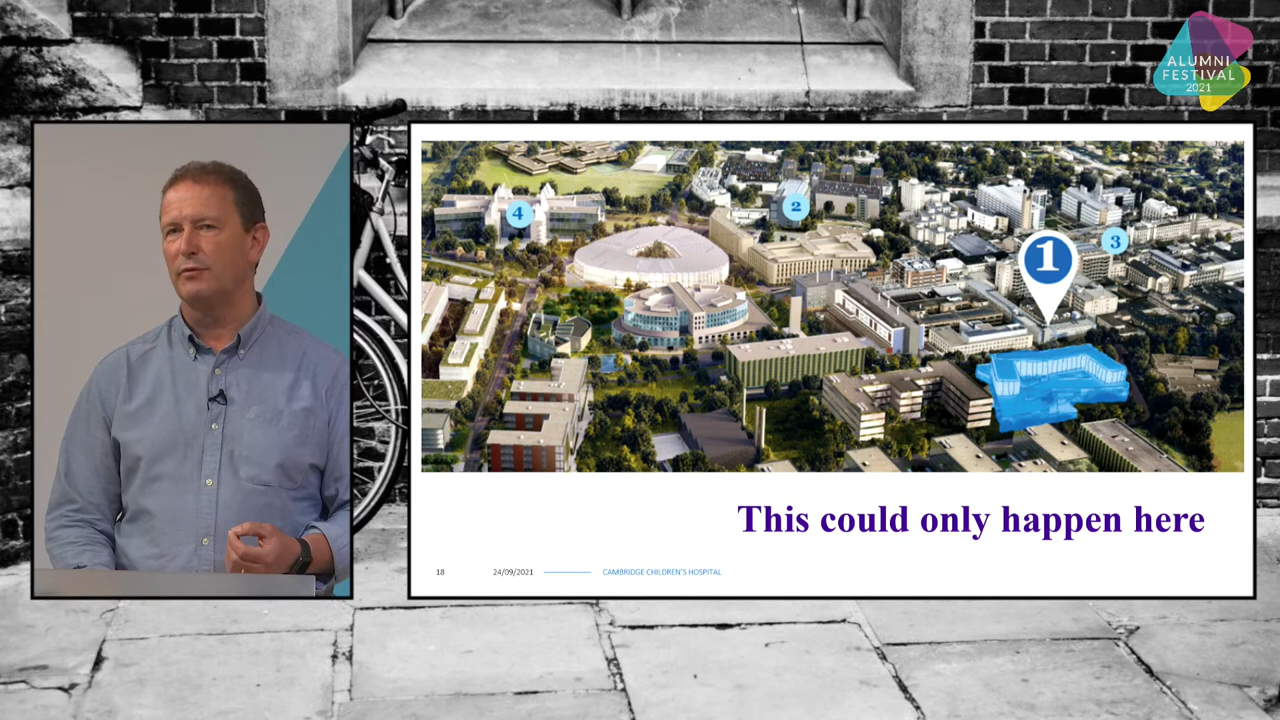 ALUMNI
FESTIVAL
2021
4
2
3
1
This could only happen here
18 24/09/2021 CAMBRIDGE CHILDREN'S HOSPITAL